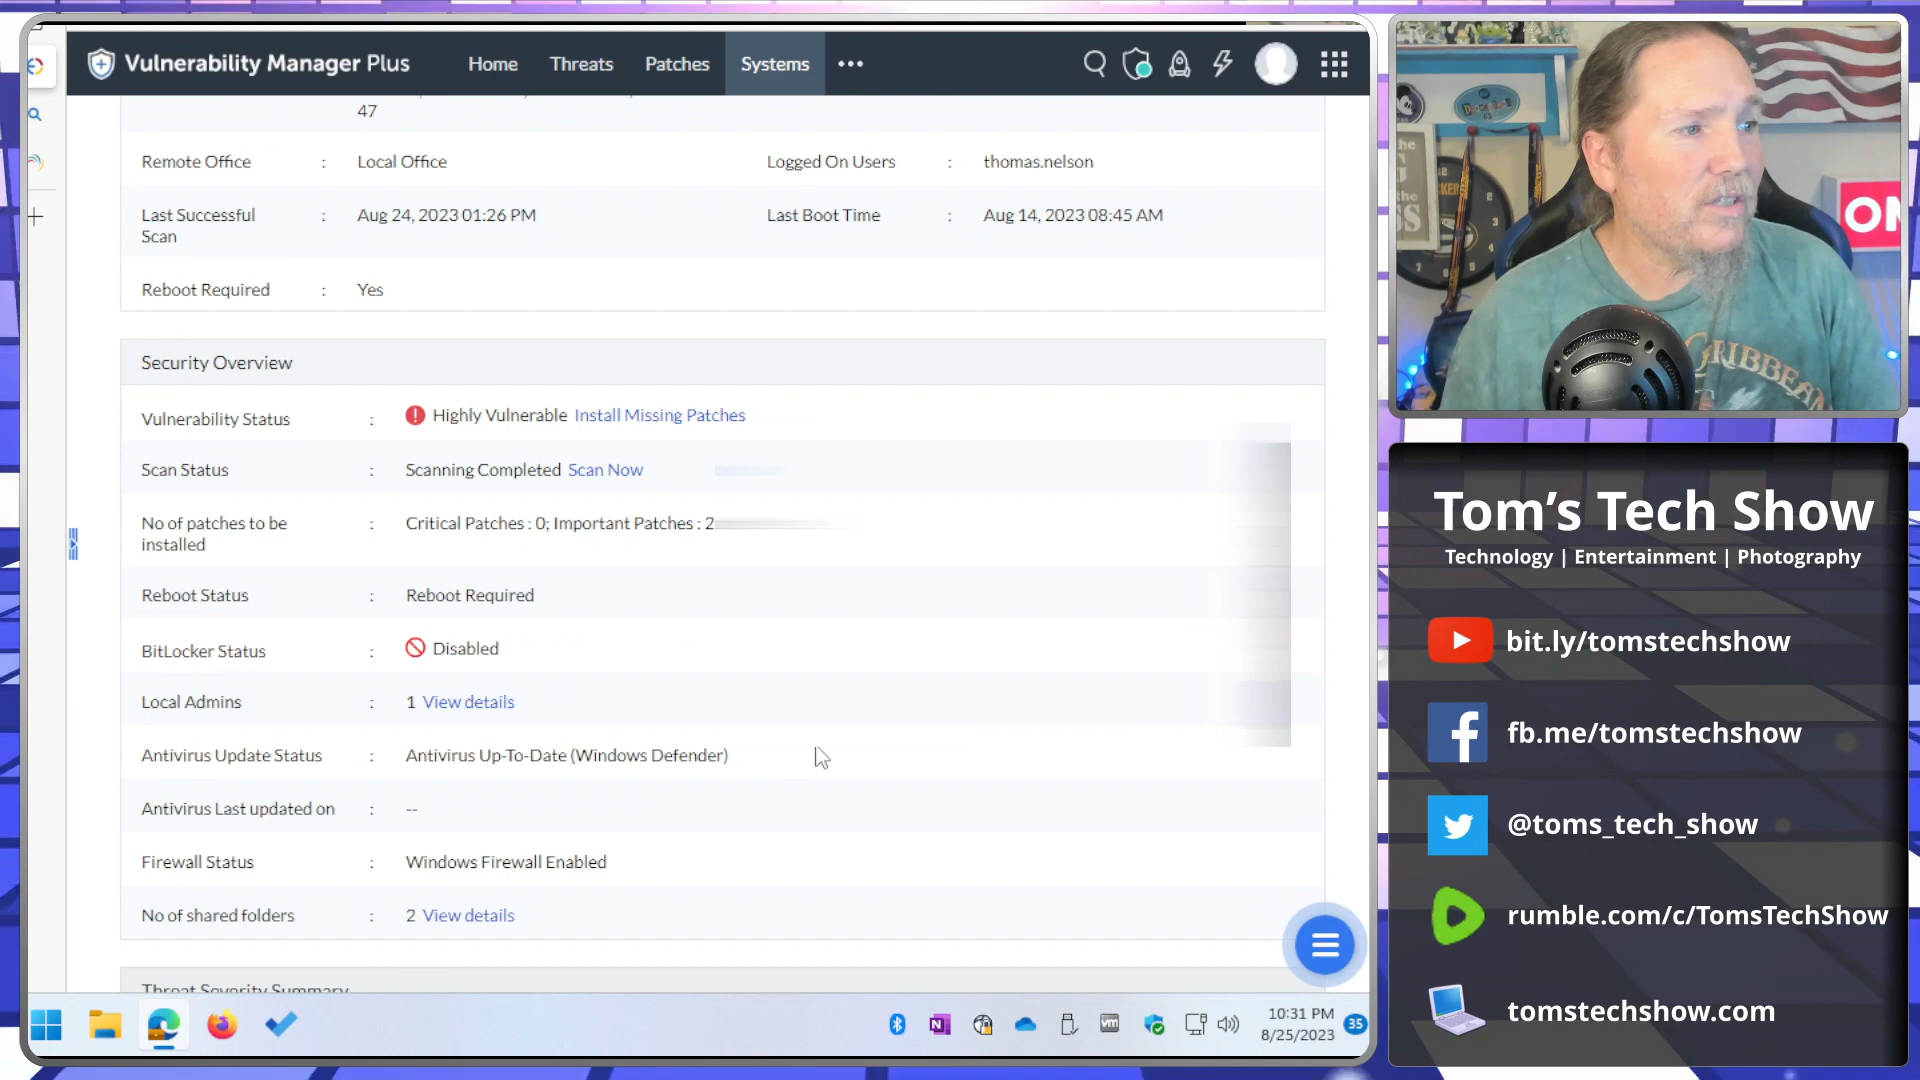 Vulnerability Manager Plus Home Threats Patches Systems •••
47
Remote Office : Local Office Logged On Users : thomas.nelson
Last Successful Scan : Aug 24, 2023 01:26 PM Last Boot Time : Aug 14, 2023 08:45 AM
Reboot Required : Yes
Security Overview
Vulnerability Status : Highly Vulnerable Install Missing Patches
Scan Status : Scanning Completed Scan Now
No of patches to be installed : Critical Patches : 0; Important Patches : 2
Reboot Status : Reboot Required
BitLocker Status : Disabled
Local Admins : 1 View details
Antivirus Update Status : Antivirus Up-To-Date (Windows Defender)
Antivirus Last updated on : --
Firewall Status : Windows Firewall Enabled
No of shared folders : 2 View details
Threat Severity Summary
10:31 PM
8/25/2023
35
Tom's Tech Show
Technology | Entertainment | Photography
bit.ly/tomstechshow
fb.me/tomstechshow
@toms_tech_show
rumble.com/c/TomsTechShow
tomstechshow.com